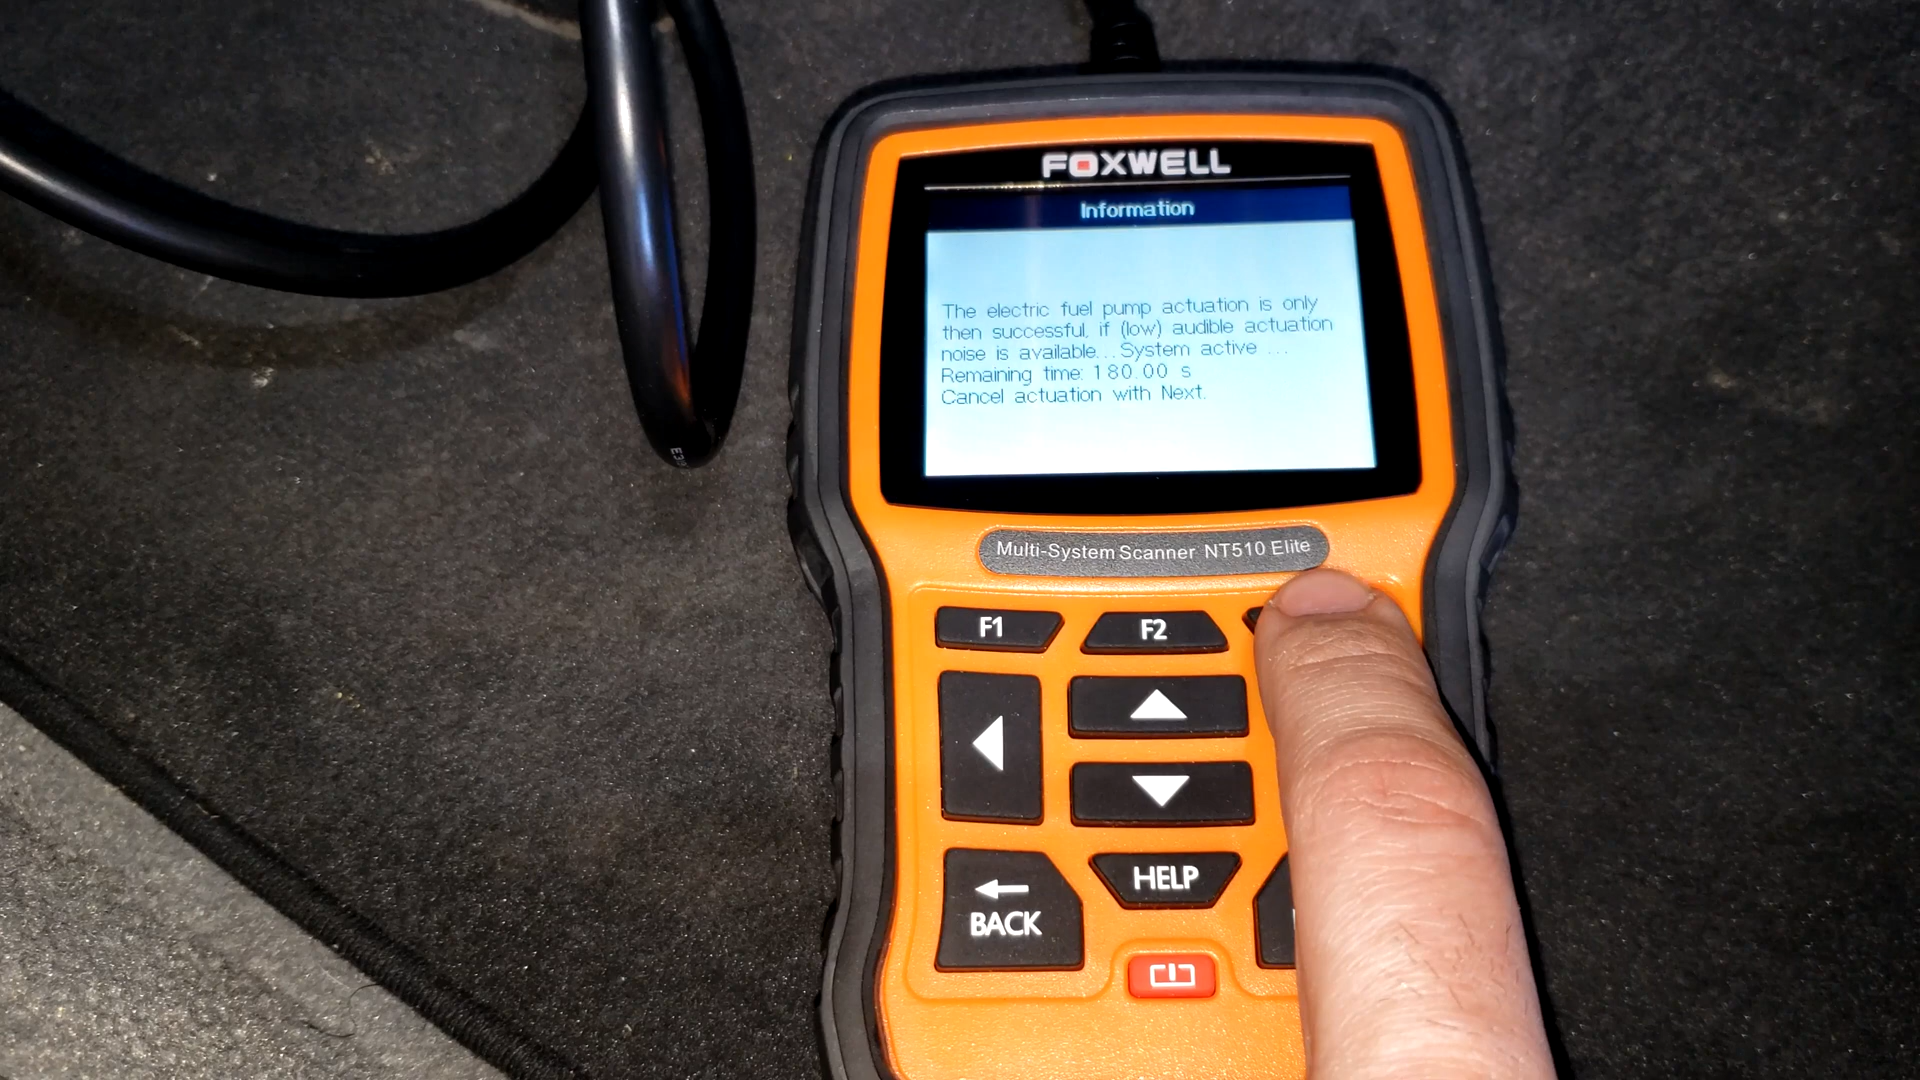 FOXWELL
Information
The electric fuel pump actuation is only
then successful, if (low) audible actuation
noise is available...System active ...
Remaining time: 180.00 s
Cancel actuation with Next.
Multi-System Scanner NT510 Elite
F1
F2
HELP
BACK